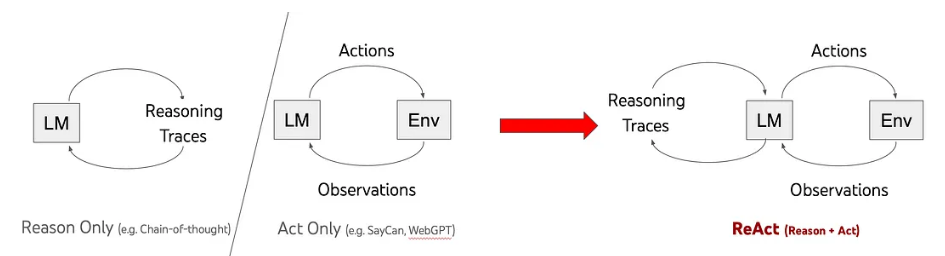 LM
Reasoning
Traces
Reason Only (e.g. Chain-of-thought)
Actions
LM
Env
Observations
Act Only (e.g. SayCan, WebGPT)
Reasoning
Traces
Actions
LM
Env
Observations
ReAct (Reason + Act)